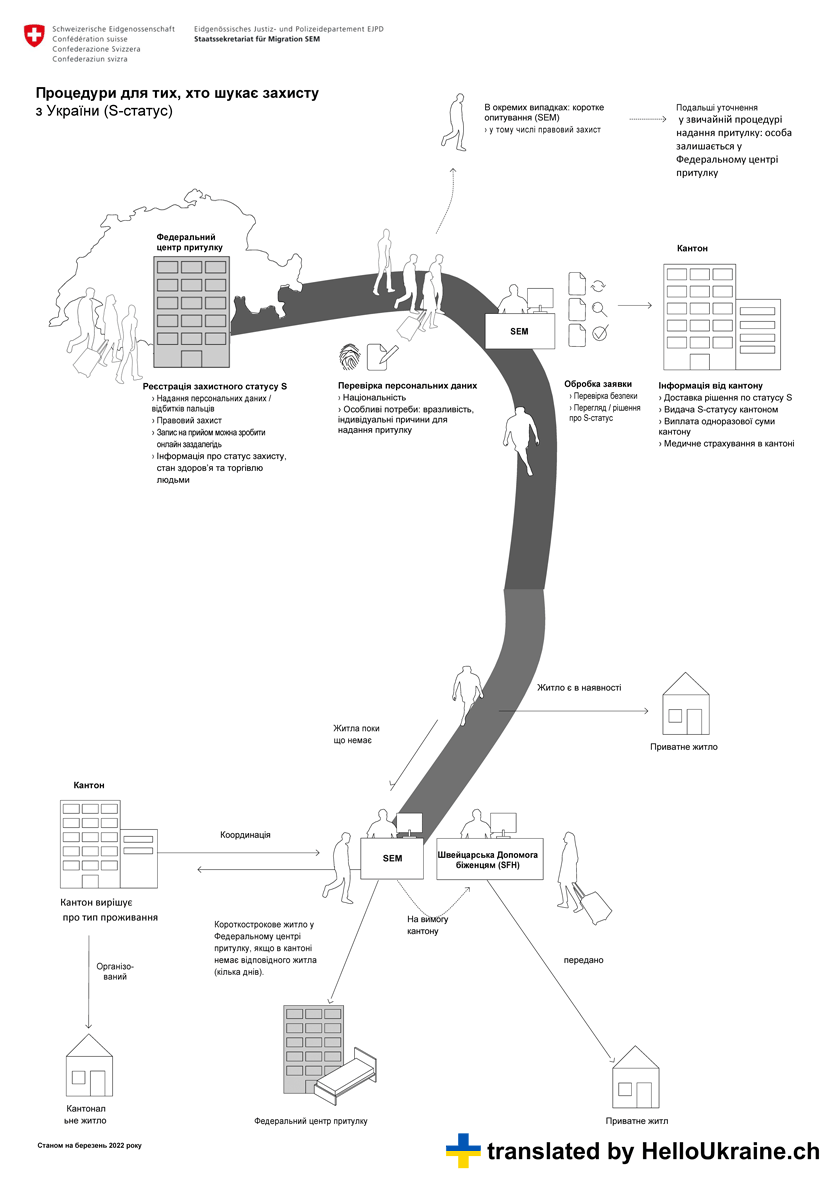 Schweizerische Eidgenossenschaft
Confédération suisse
Confederazione Svizzera
Confederaziun svizra
Eidgenössisches Justiz- und Polizeidepartement EJPD
Staatssekretariat für Migration SEM
Процедури для тих, хто шукає захисту
з України (S-статус)
В окремих випадках: коротке
опитування (SEM)
› у тому числі правовий захист
Подальші уточнення
у звичайній процедурі
надання притулку: особа
залишається у
Федеральному центрі
притулку
Федеральний
центр притулку
SEM
Кантон
Реєстрація захистного статусу S
› Надання персональних даних /
відбитків пальців
› Правовий захист
› Запис на прийом можна зробити
онлайн заздалегідь
› Інформація про статус захисту,
стан здоров’я та торгівлю
людьми
Перевірка персональних даних
› Національність
› Особливі потреби: вразливість,
індивідуальні причини для
надання притулку
Обробка заявки
› Перевірка безпеки
› Перегляд / рішення
про S-статус
Інформація від кантону
› Доставка рішення по статусу S
› Видача S-статусу кантоном
› Виплата одноразової суми
кантону
› Медичне страхування в кантоні
Житло є в наявності
Приватне житло
Житла поки
що немає
Кантон
Координація
SEM
Швейцарська Допомога
біженцям (SFH)
Кантон вирішує
про тип проживання
Короткострокове житло у
Федеральному центрі
притулку, якщо в кантоні
немає відповідного житла
(кілька днів).
На вимогу
кантону
передано
Організо-
ваний
Кантонал
ьне житло
Федеральний центр притулку
Приватне житл
Станом на березень 2022 року
translated by HelloUkraine.ch